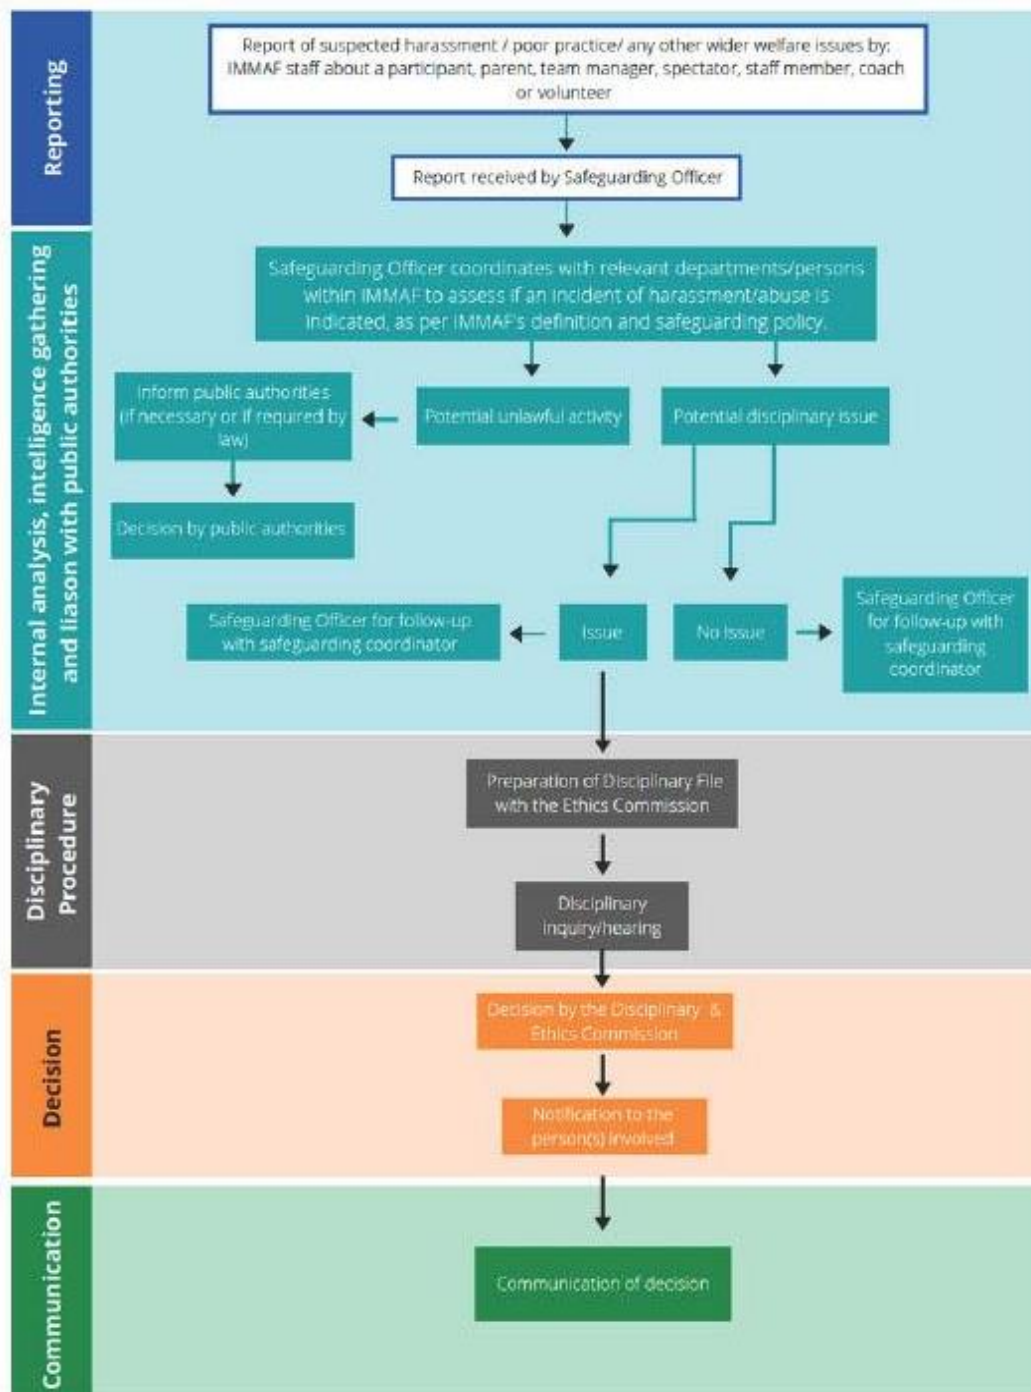 Reporting
Report of suspected harassment / poor practice/ any other wider welfare issues by:
IMMAF staff about a participant, parent, team manager, spectator, staff member, coach
or volunteer
Report received by Safeguarding Officer
Internal analysis, intelligence gathering
and liason with public authorities
Safeguarding Officer coordinates with relevant departments/persons
within IMMAF to assess if an incident of harassment/abuse is
indicated, as per IMMAF's definition and safeguarding policy.
Inform public authorities
(if necessary or if required by
law)
Potential unlawful activity
Potential disciplinary issue
Decision by public authorities
Safeguarding Officer for follow-up
with safeguarding coordinator
Issue
No Issue
Safeguarding Officer
for follow-up with
safeguarding
coordinator
Disciplinary
Procedure
Preparation of Disciplinary File
with the Ethics Commission
Disciplinary
inquiry/hearing
Decision
Decision by the Disciplinary &
Ethics Commission
Notification to the
person(s) involved
Communication
Communication of decision